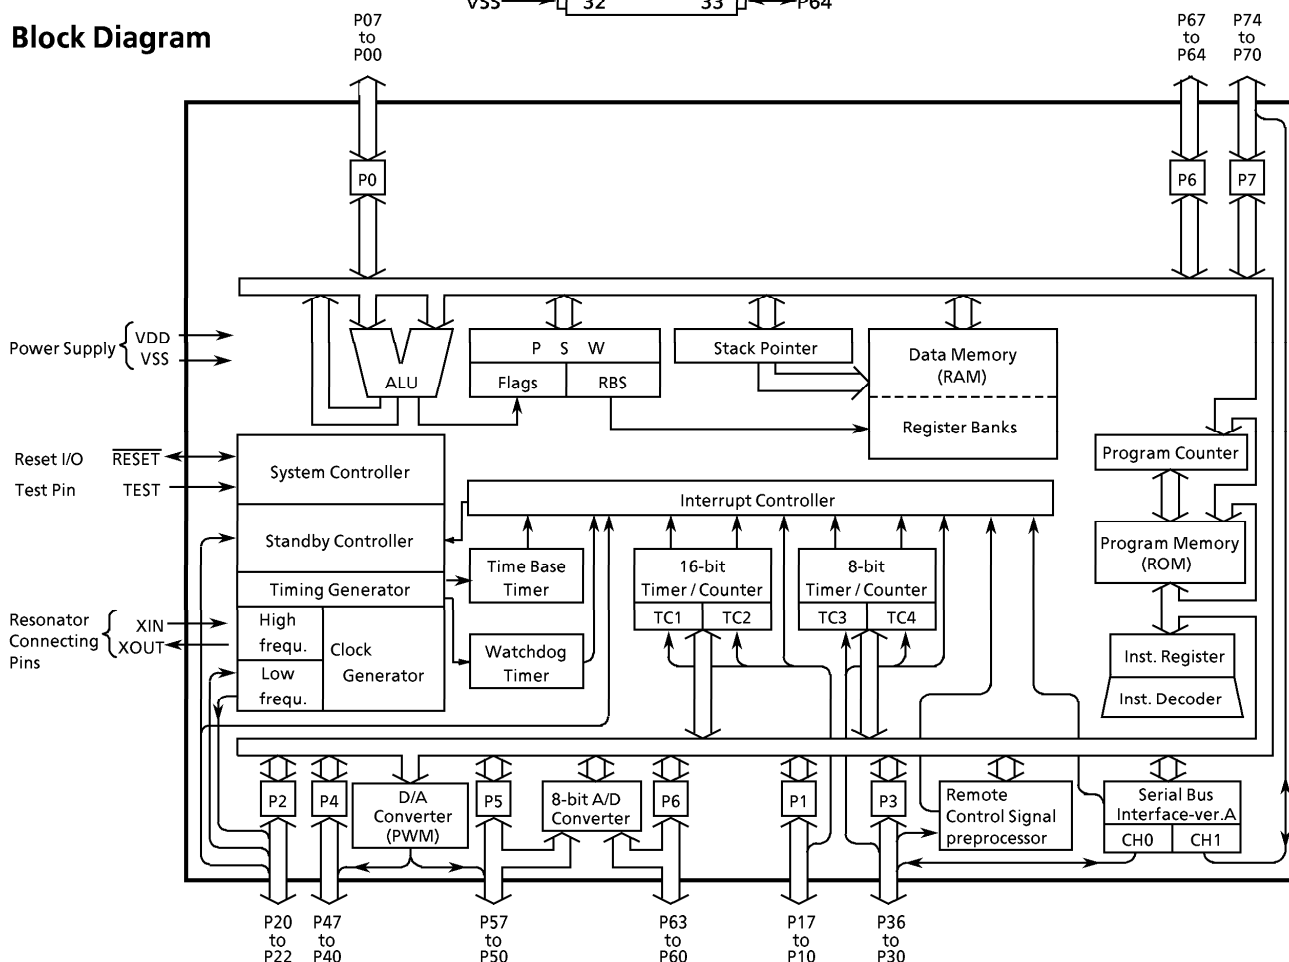 VSS 32 33 P64
Block Diagram
P07
to
P00
P67
to
P64
P74
to
P70
P0
P6
P7
Power Supply
VDD
VSS
ALU
P S W
Flags
RBS
Stack Pointer
Data Memory
(RAM)
Register Banks
Reset I/O
RESET
Test Pin
TEST
System Controller
Standby Controller
Timing Generator
High
frequ.
Low
frequ.
Clock
Generator
Resonator
Connecting
Pins
XIN
XOUT
Interrupt Controller
Time Base
Timer
Watchdog
Timer
16-bit
Timer / Counter
TC1
TC2
8-bit
Timer / Counter
TC3
TC4
Program Counter
Program Memory
(ROM)
Inst. Register
Inst. Decoder
P2
P4
D/A
Converter
(PWM)
P5
8-bit A/D
Converter
P6
P1
P3
Remote
Control Signal
preprocessor
Serial Bus
Interface-ver.A
CH0
CH1
P20
to
P22
P47
to
P40
P57
to
P50
P63
to
P60
P17
to
P10
P36
to
P30